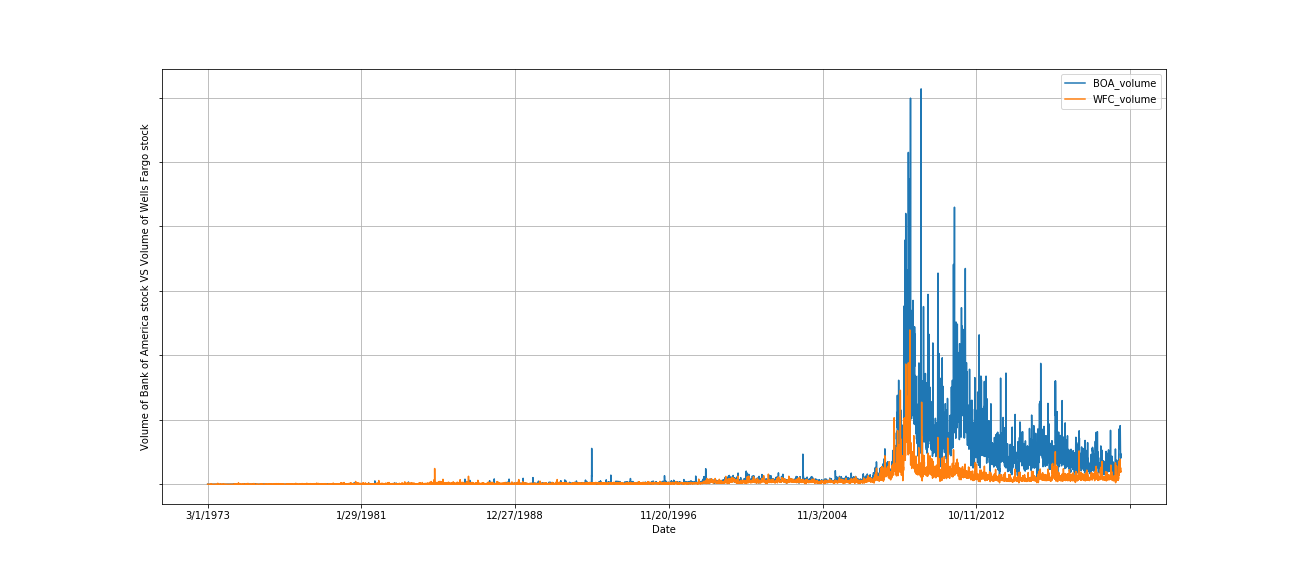 BOA_volume
WFC_volume
Volume of Bank of America stock VS Volume of Wells Fargo stock
3/1/1973
1/29/1981
12/27/1988
11/20/1996
11/3/2004
10/11/2012
Date